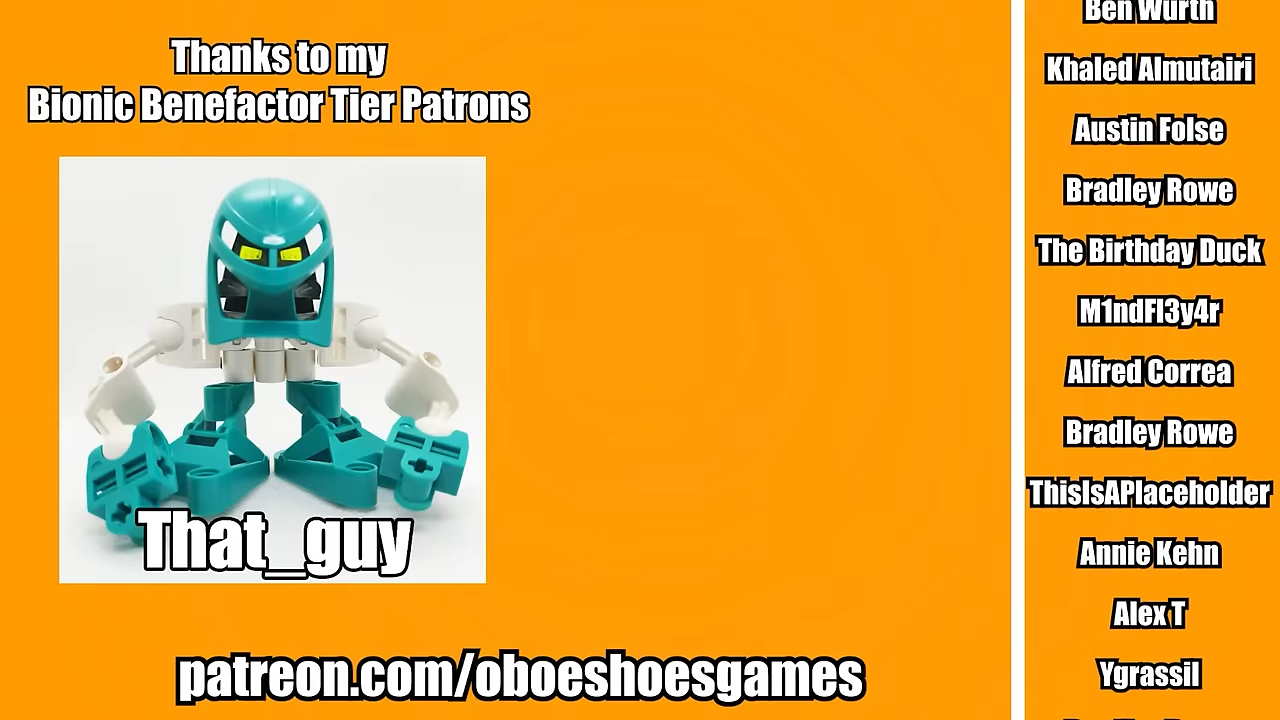 Thanks to my
Bionic Benefactor Tier Patrons
That_guy
patreon.com/oboeshoesgames
Ben Wurth
Khaled Almutairi
Austin Folse
Bradley Rowe
The Birthday Duck
M1ndFl3y4r
Alfred Correa
Bradley Rowe
ThisIsAPlaceholder
Annie Kehn
Alex T
Ygrassil